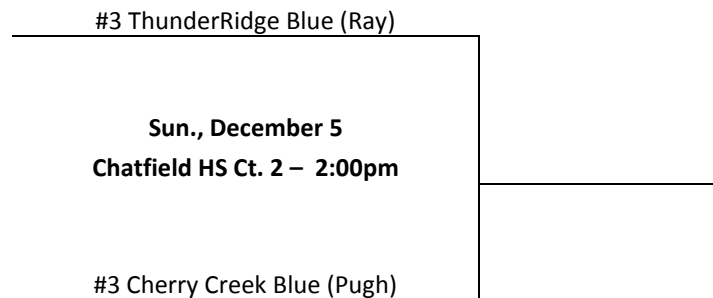 #3 ThunderRidge Blue (Ray)
Sun., December 5
Chatfield HS Ct. 2 – 2:00pm
#3 Cherry Creek Blue (Pugh)